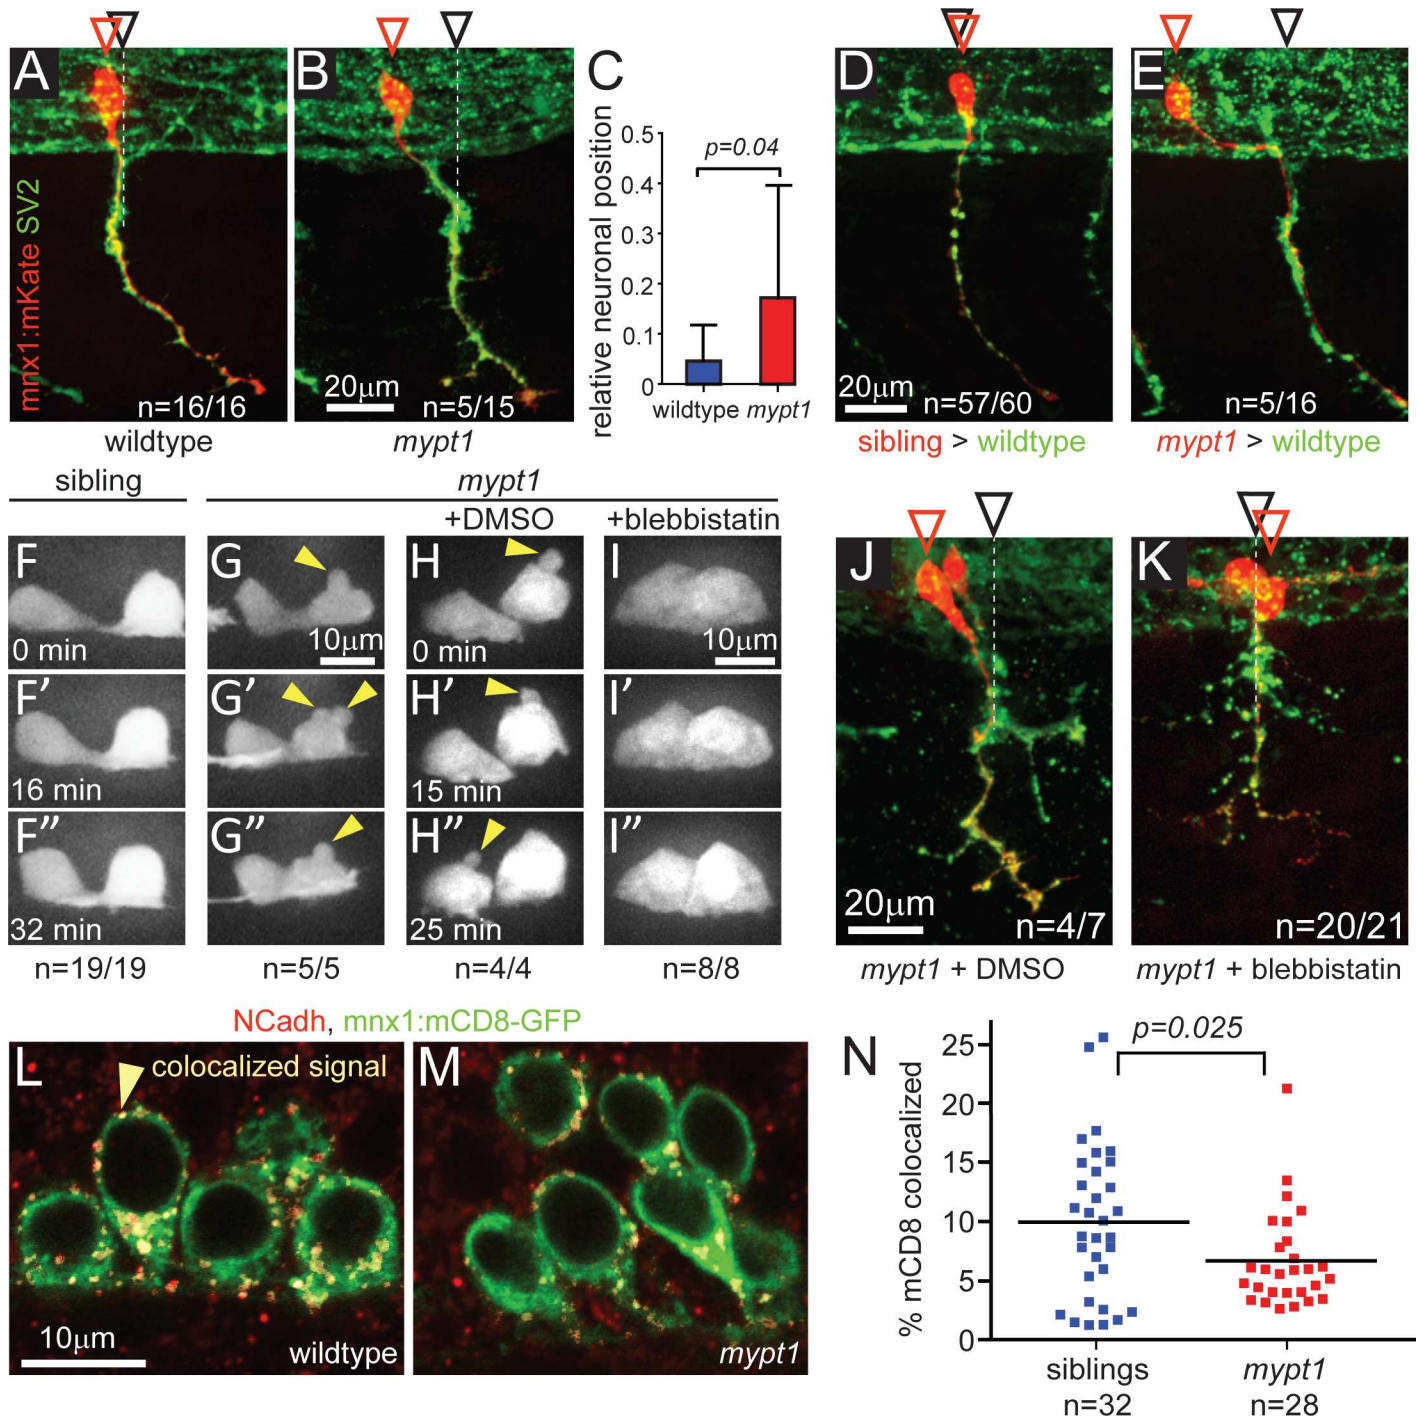 A
mnx1:mKate SV2
n=16/16
wildtype
B
20μm
n=5/15
mypt1
C
relative neuronal position
0.5
0.4
0.3
0.2
0.1
0
p=0.04
wildtype mypt1
D
20μm
n=57/60
sibling > wildtype
E
n=5/16
mypt1 > wildtype
sibling
mypt1
+DMSO
+blebbistatin
F
0 min
G
10μm
H
0 min
I
10μm
F'
16 min
G'
H'
15 min
I'
F"
32 min
G"
H"
25 min
I"
n=19/19
n=5/5
n=4/4
n=8/8
J
20μm
n=4/7
mypt1 + DMSO
K
n=20/21
mypt1 + blebbistatin
NCadh, mnx1:mCD8-GFP
L
colocalized signal
10μm
wildtype
M
mypt1
N
% mCD8 colocalized
25
20
15
10
5
0
p=0.025
siblings
n=32
mypt1
n=28